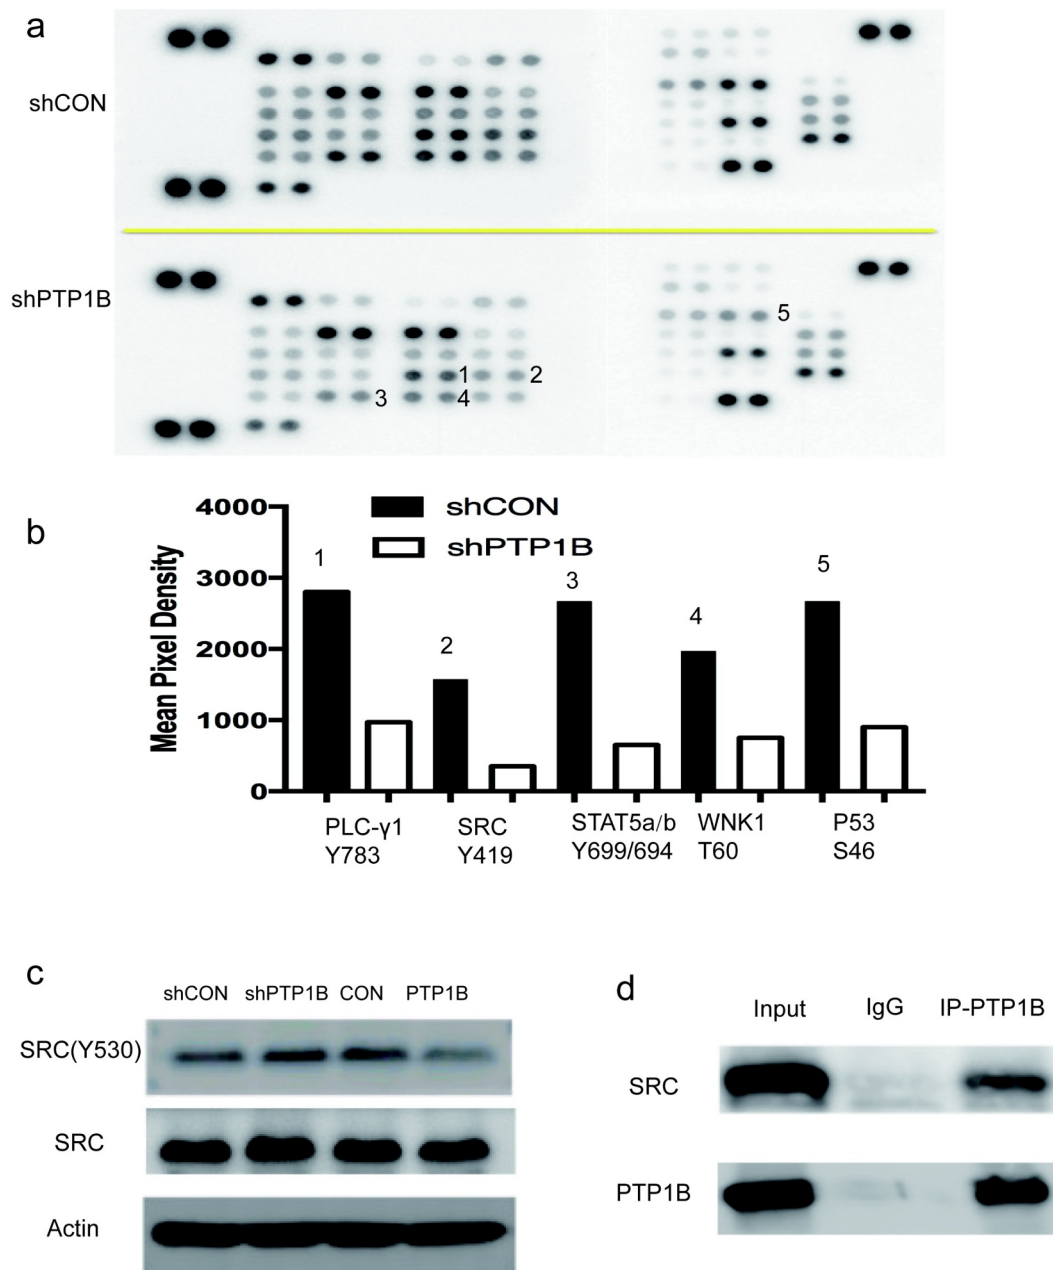 a
shCON
shPTP1B
5
1
2
3
4
b
4000
3000
2000
1000
0
Mean Pixel Density
shCON
shPTP1B
1
2
3
4
5
PLC-γ1
Y783
SRC
Y419
STAT5a/b
Y699/694
WNK1
T60
P53
S46
c
shCON shPTP1B CON PTP1B
SRC(Y530)
SRC
Actin
d
Input IgG IP-PTP1B
SRC
PTP1B